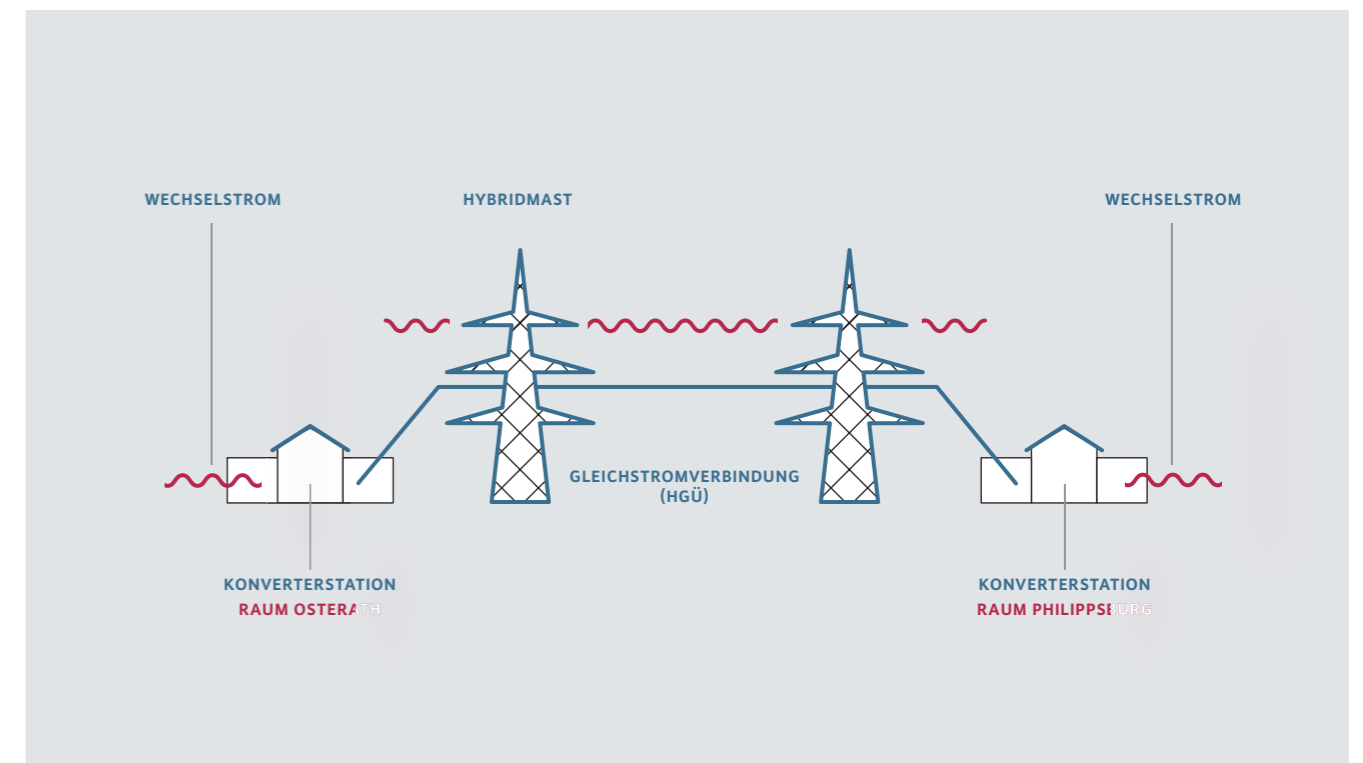 WECHSELSTROM
HYBRIDMAST
WECHSELSTROM
GLEICHSTROMVERBINDUNG
(HGÜ)
KONVERTERSTATION
RAUM OSTERATH
KONVERTERSTATION
RAUM PHILIPPSBURG